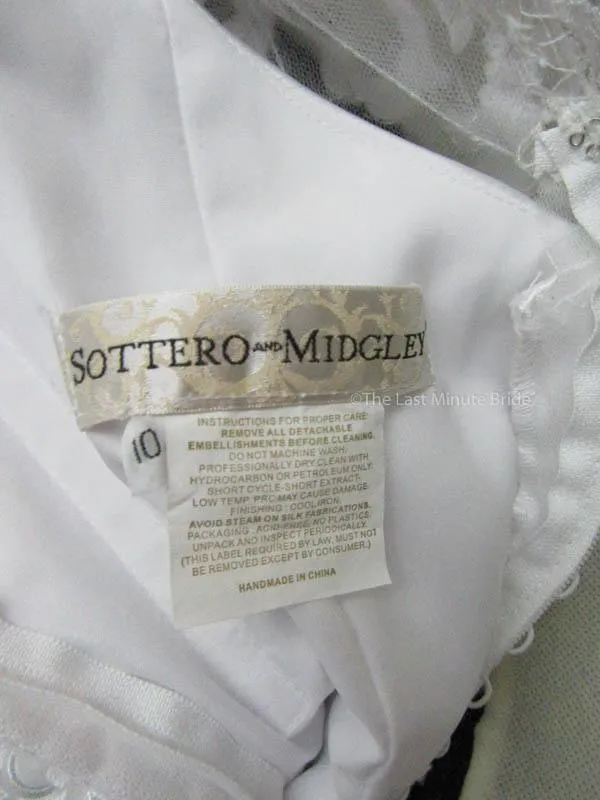 SOTTERO AND MIDGLEY
©The Last Minute Bride
10
INSTRUCTIONS FOR PROPER CARE:
REMOVE ALL DETACHABLE
EMBELLISHMENTS BEFORE CLEANING.
DO NOT MACHINE WASH.
PROFESSIONALLY DRY CLEAN WITH
HYDROCARBON OR PETROLEUM ONLY:
SHORT CYCLE-SHORT EXTRACT-
LOW TEMP. PRC MAY CAUSE DAMAGE.
FINISHING : COOL IRON.
AVOID STEAM ON SILK FABRICATIONS.
PACKAGING : ACID-FREE, NO PLASTICS.
UNPACK AND INSPECT PERIODICALLY.
(THIS LABEL REQUIRED BY LAW, MUST NOT
BE REMOVED EXCEPT BY CONSUMER.)
HANDMADE IN CHINA